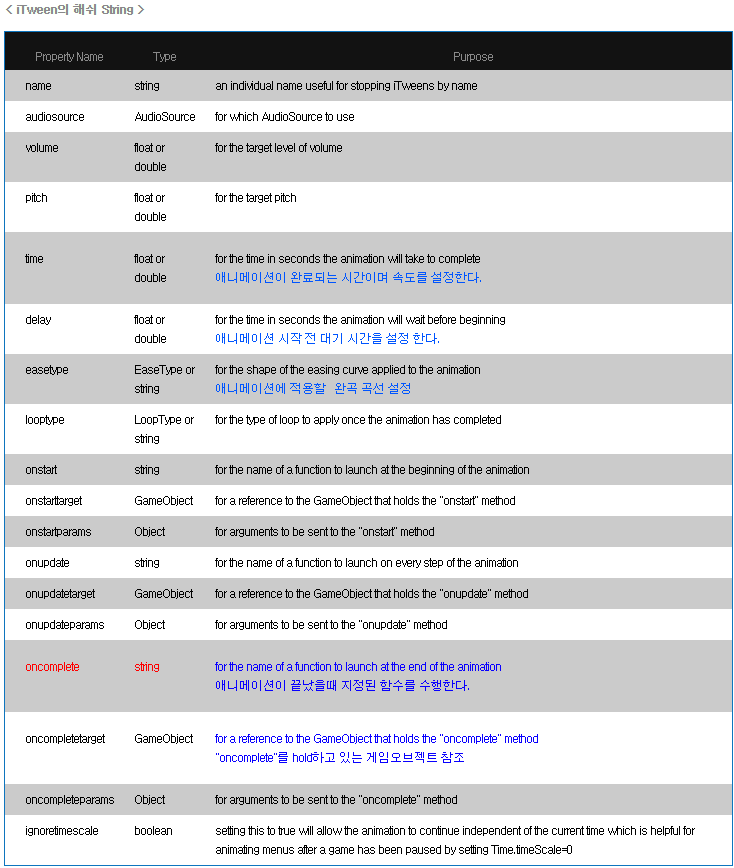 < iTween의 해쉬 String >
Property Name Type Purpose
name string an individual name useful for stopping iTweens by name
audiosource AudioSource for which AudioSource to use
volume float or for the target level of volume
double
pitch float or for the target pitch
double
time float or for the time in seconds the animation will take to complete
double 애니메이션이 완료되는 시간이며 속도를 설정한다.
delay float or for the time in seconds the animation will wait before beginning
double 애니메이션 시작 전 대기 시간을 설정 한다.
easetype EaseType or for the shape of the easing curve applied to the animation
string 애니메이션에 적용할 완곡 곡선 설정
looptype LoopType or for the type of loop to apply once the animation has completed
string
onstart string for the name of a function to launch at the beginning of the animation
onstarttarget GameObject for a reference to the GameObject that holds the "onstart" method
onstartparams Object for arguments to be sent to the "onstart" method
onupdate string for the name of a function to launch on every step of the animation
onupdatetarget GameObject for a reference to the GameObject that holds the "onupdate" method
onupdateparams Object for arguments to be sent to the "onupdate" method
oncomplete string for the name of a function to launch at the end of the animation
애니메이션이 끝났을때 지정된 함수를 수행한다.
oncompletetarget GameObject for a reference to the GameObject that holds the "oncomplete" method
"oncomplete"를 hold하고 있는 게임오브젝트 참조
oncompleteparams Object for arguments to be sent to the "oncomplete" method
ignoretimescale boolean setting this to true will allow the animation to continue independent of the current time which is helpful for
animating menus after a game has been paused by setting Time.timeScale=0